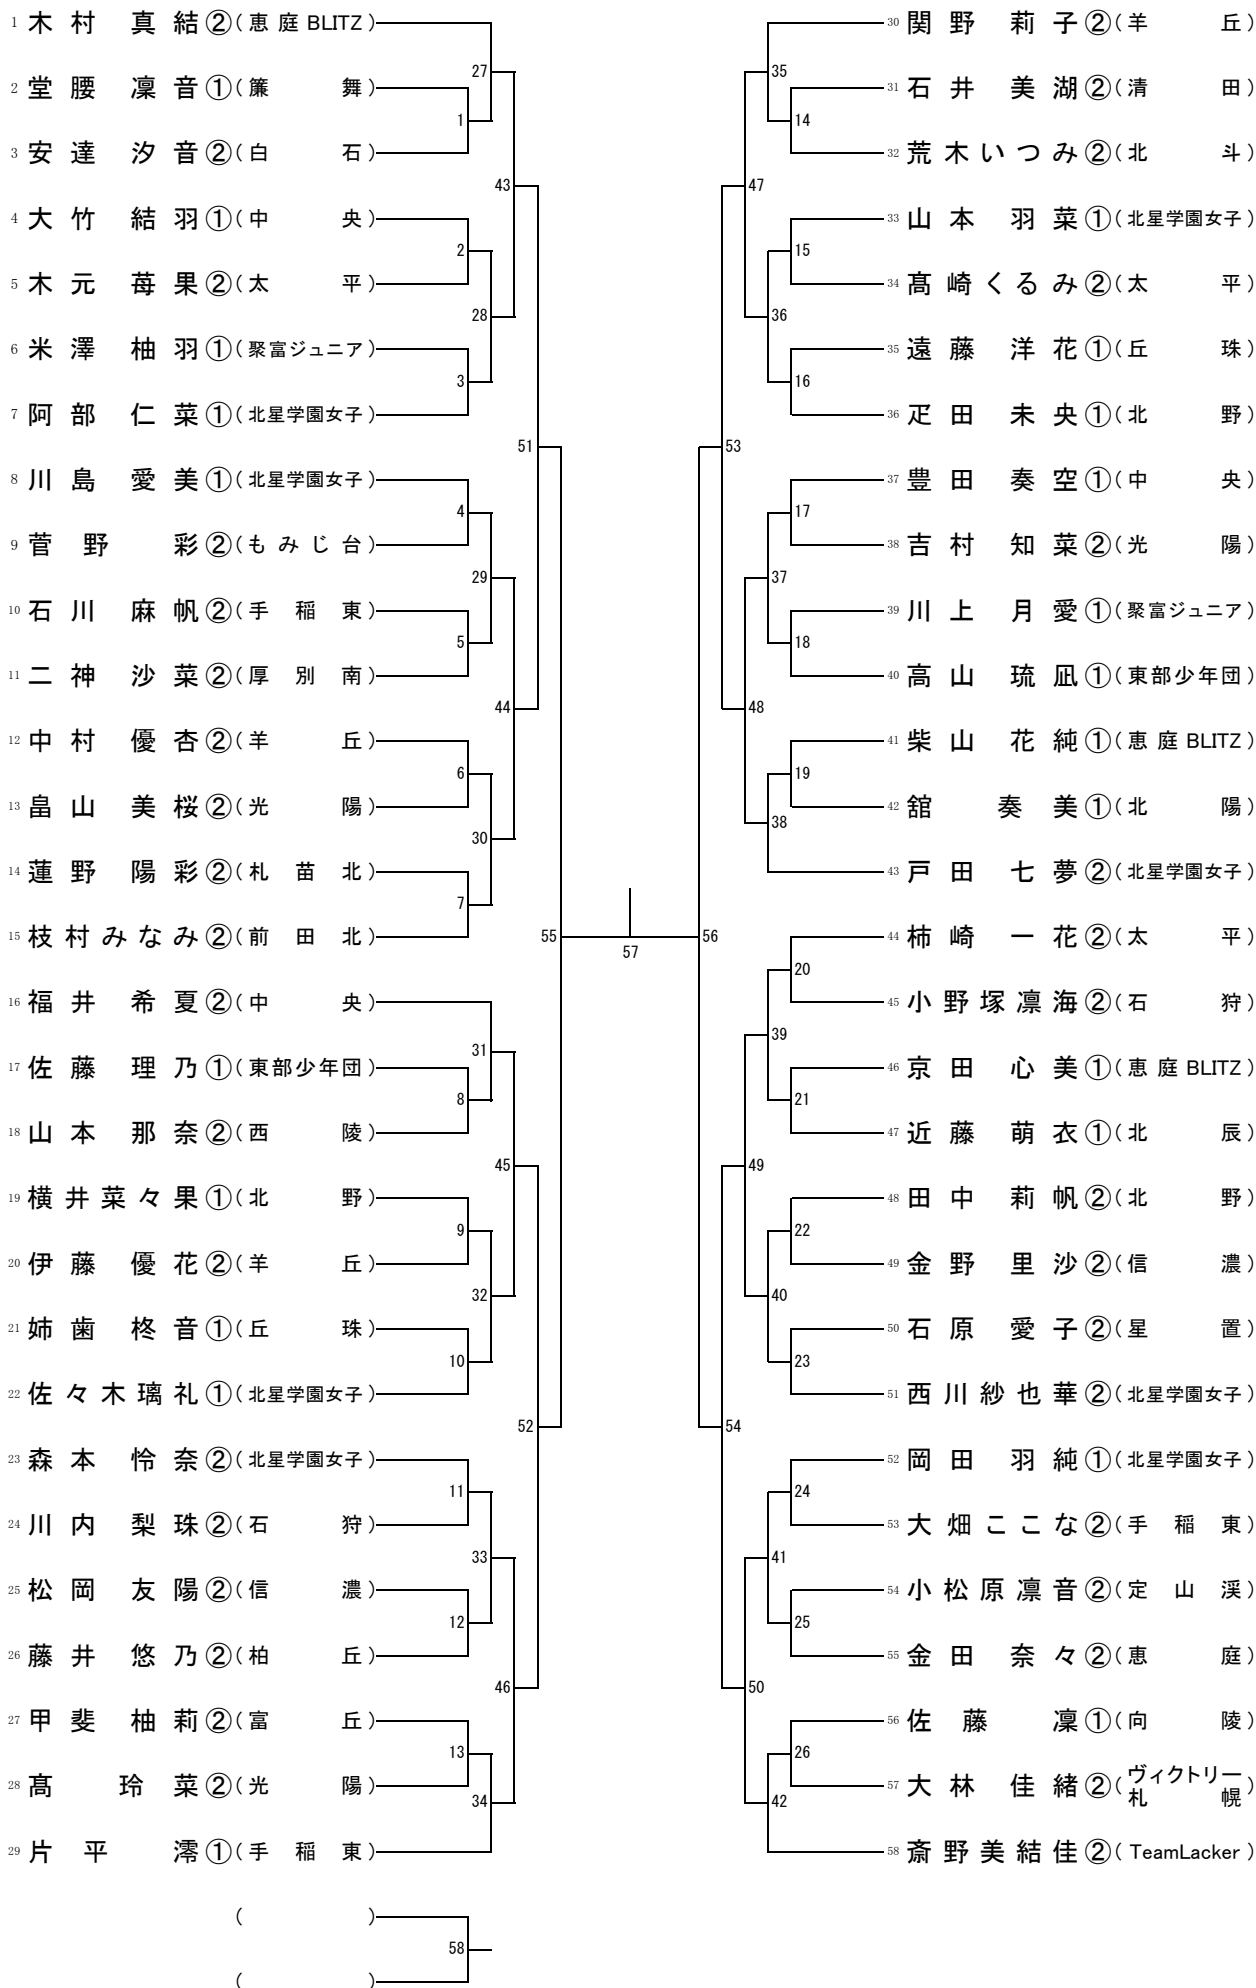 1 木村 真結②(恵庭BLITZ)
2 堂腰 凜音①(簾舞)
3 安達 汐音②(白石)
4 大竹 結羽①(中央)
5 木元 苺果②(太平)
6 米澤 柚羽①(聚富ジュニア)
7 阿部 仁菜①(北星学園女子)
8 川島 愛美①(北星学園女子)
9 菅野 彩②(もみじ台)
10 石川 麻帆②(手稲東)
11 二神 沙菜②(厚別南)
12 中村 優杏②(羊丘)
13 畠山 美桜②(光陽)
14 蓮野 陽彩②(札苗北)
15 枝村みなみ②(前田北)
16 福井 希夏②(中央)
17 佐藤 理乃①(東部少年団)
18 山本 那奈②(西陵)
19 横井菜々果①(北野)
20 伊藤 優花②(羊丘)
21 姉歯 柊音①(丘珠)
22 佐々木璃礼①(北星学園女子)
23 森本 怜奈②(北星学園女子)
24 川内 梨珠②(石狩)
25 松岡 友陽②(信濃)
26 藤井 悠乃②(柏丘)
27 甲斐 柚莉②(富丘)
28 髙 玲菜②(光陽)
29 片平 澪①(手稲東)
( )
( )
1
2
3
4
5
6
7
8
9
10
11
12
13
58
27
28
29
30
31
32
33
34
43
44
45
46
51
52
55
57
56
53
54
47
48
49
50
35
36
37
38
39
40
41
42
14
15
16
17
18
19
20
21
22
23
24
25
26
30 関野 莉子②(羊丘)
31 石井 美湖②(清田)
32 荒木いつみ②(北斗)
33 山本 羽菜①(北星学園女子)
34 髙崎くるみ②(太平)
35 遠藤 洋花①(丘珠)
36 疋田 未央①(北野)
37 豊田 奏空①(中央)
38 吉村 知菜②(光陽)
39 川上 月愛①(聚富ジュニア)
40 高山 琉凪①(東部少年団)
41 柴山 花純①(恵庭BLITZ)
42 舘 奏美①(北陽)
43 戸田 七夢②(北星学園女子)
44 柿崎 一花②(太平)
45 小野塚凛海②(石狩)
46 京田 心美①(恵庭BLITZ)
47 近藤 萌衣①(北辰)
48 田中 莉帆②(北野)
49 金野 里沙②(信濃)
50 石原 愛子②(星置)
51 西川紗也華②(北星学園女子)
52 岡田 羽純①(北星学園女子)
53 大畑ここな②(手稲東)
54 小松原凛音②(定山渓)
55 金田 奈々②(恵庭)
56 佐藤 凜①(向陵)
57 大林 佳緒②(ヴィクトリー札幌)
58 斎野美結佳②(TeamLacker)